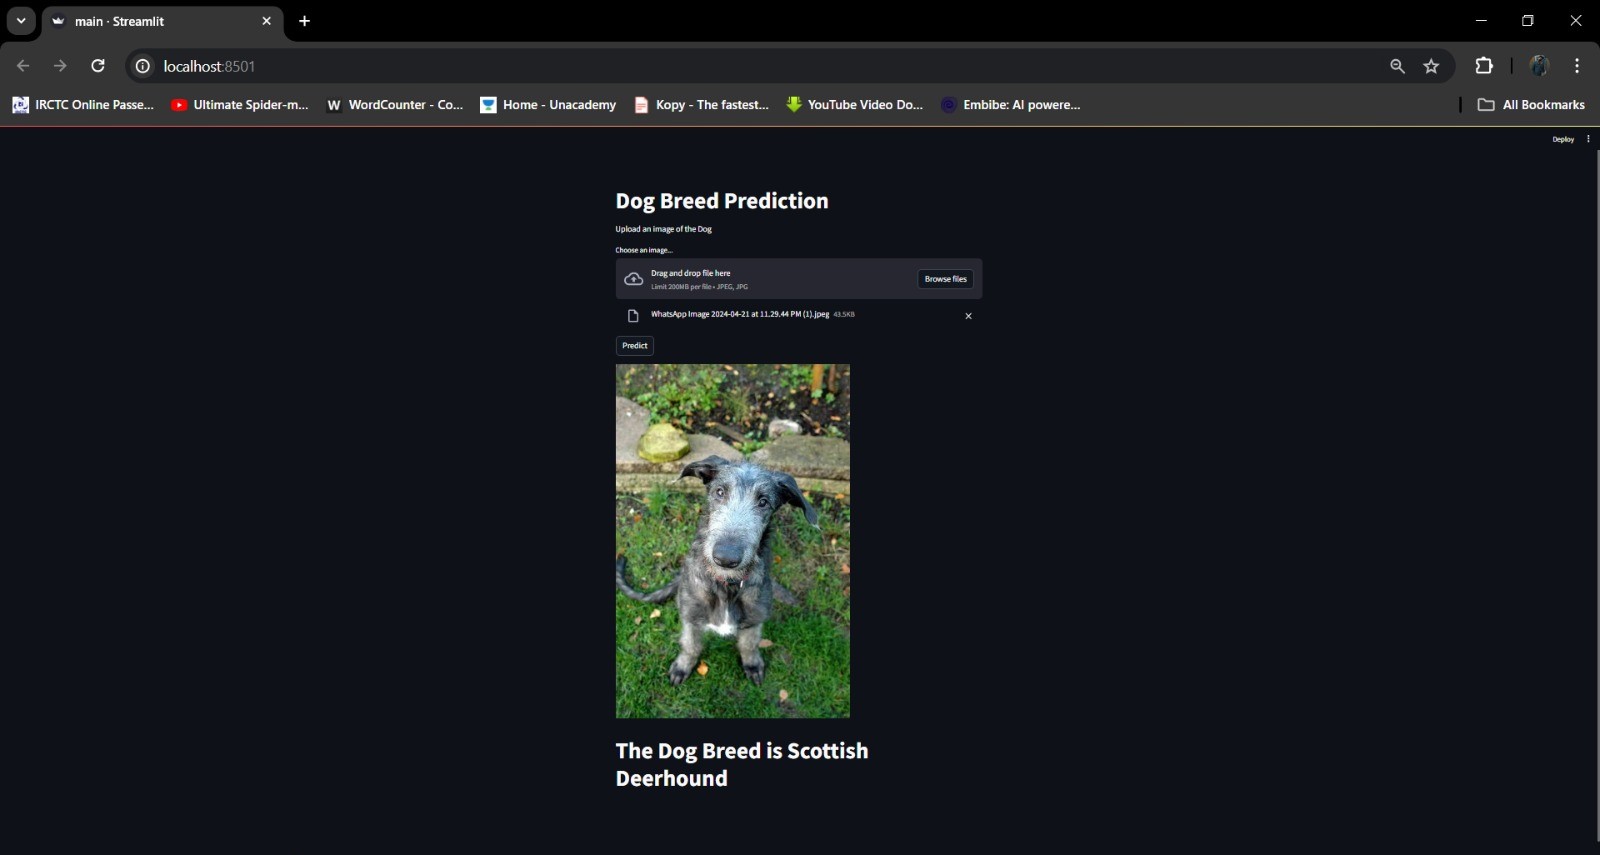 main · Streamlit
localhost:8501
IRCTC Online Passe...
Ultimate Spider-m...
WordCounter - Co...
Home - Unacademy
Kopy - The fastest...
YouTube Video Do...
Embibe: AI powere...
All Bookmarks
Deploy
Dog Breed Prediction
Upload an image of the Dog
Choose an image...
Drag and drop file here
Limit 200MB per file • JPEG, JPG
Browse files
WhatsApp Image 2024-04-21 at 11.29.44 PM (1).jpeg 43.5KB
Predict
The Dog Breed is Scottish
Deerhound